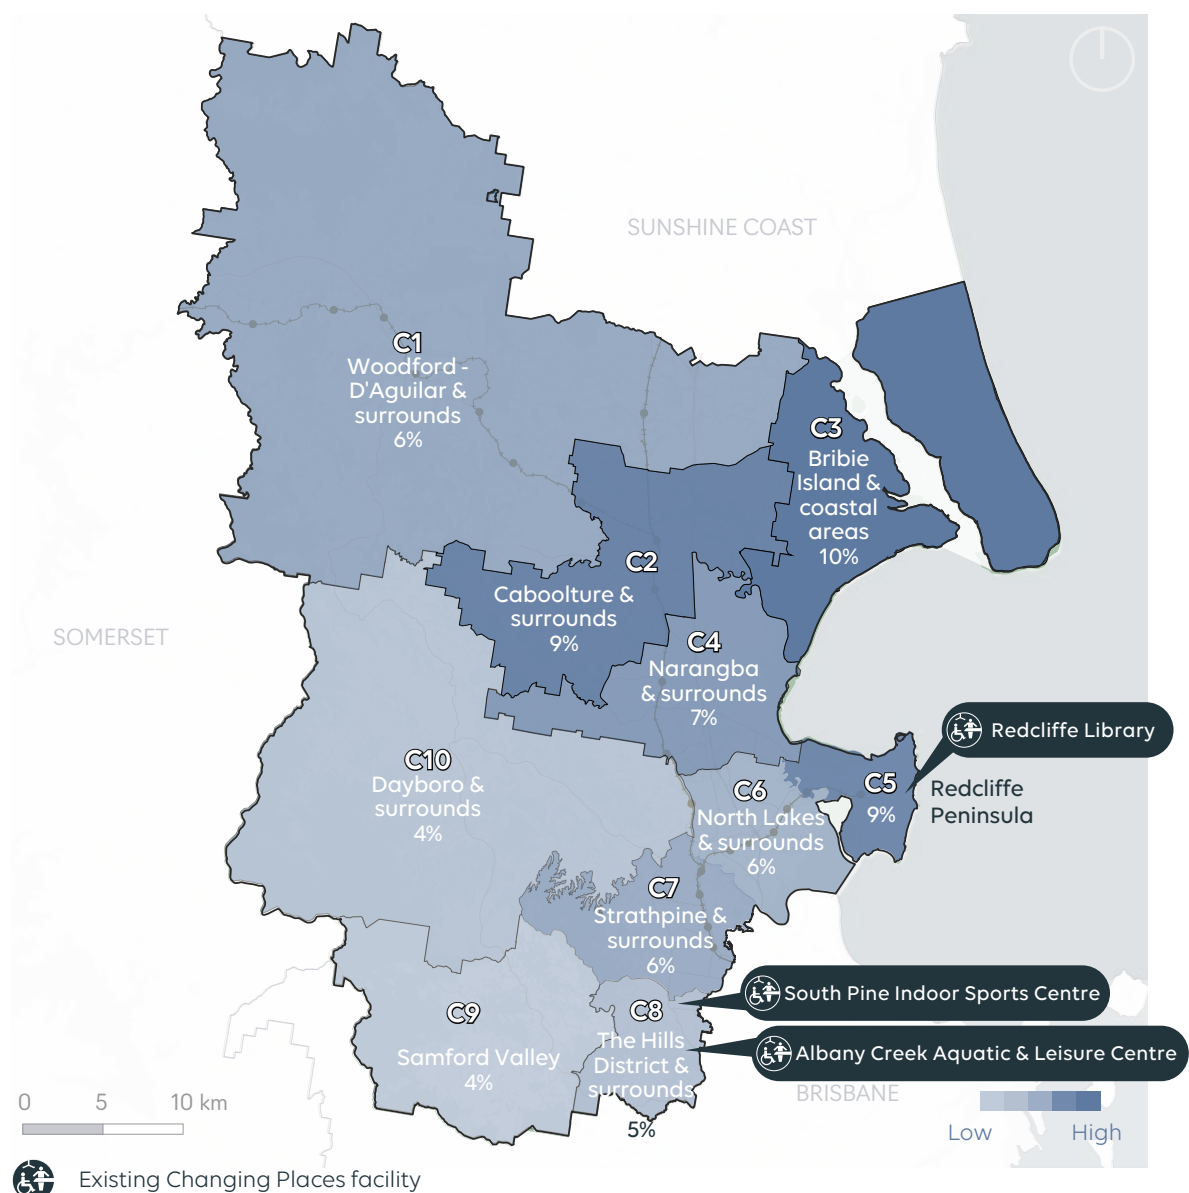 SUNSHINE COAST
C1
Woodford -
D'Aguilar &
surrounds
6%
C3
Bribie
Island &
coastal
areas
10%
C2
Caboolture &
surrounds
9%
SOMERSET
C4
Narangba
& surrounds
7%
Redcliffe Library
C10
Dayboro &
surrounds
4%
C5
9%
Redcliffe
Peninsula
C6
North Lakes
& surrounds
6%
C7
Strathpine &
surrounds
6%
South Pine Indoor Sports Centre
C9
Samford Valley
4%
C8
The Hills
District &
surrounds
5%
Albany Creek Aquatic & Leisure Centre
BRISBANE
0 5 10 km
Low High
Existing Changing Places facility